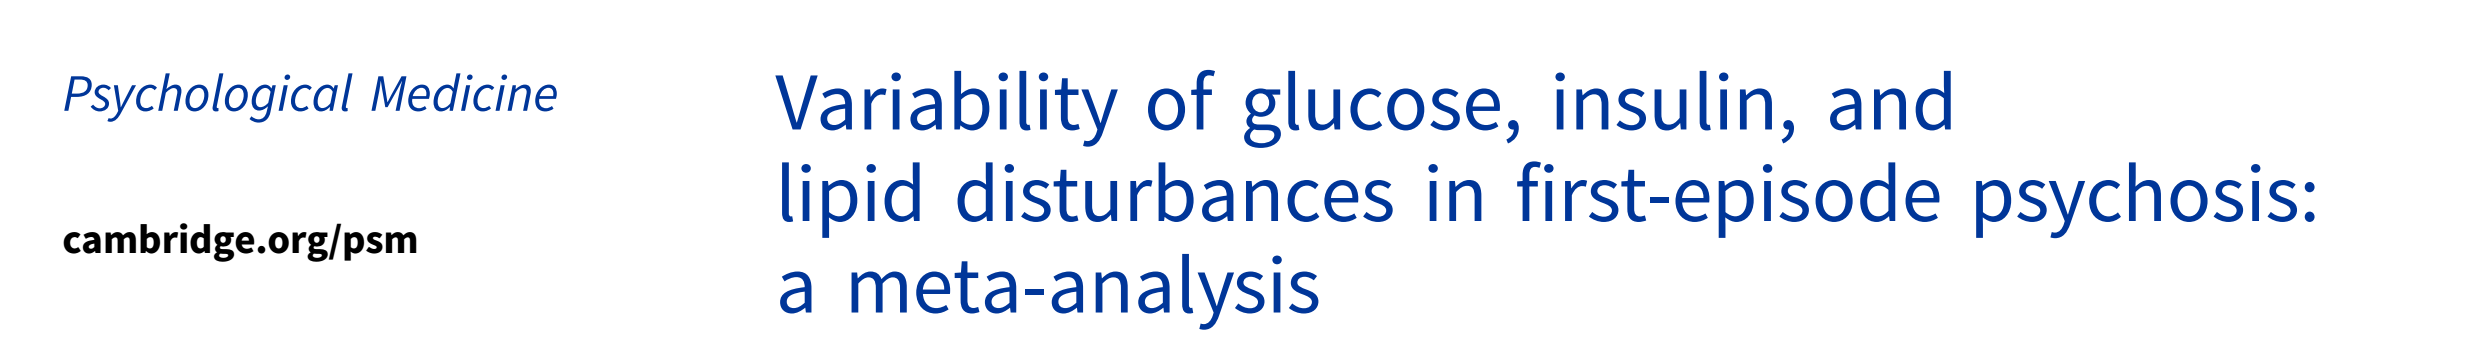 Psychological Medicine
cambridge.org/psm
Variability of glucose, insulin, and
lipid disturbances in first-episode psychosis:
a meta-analysis